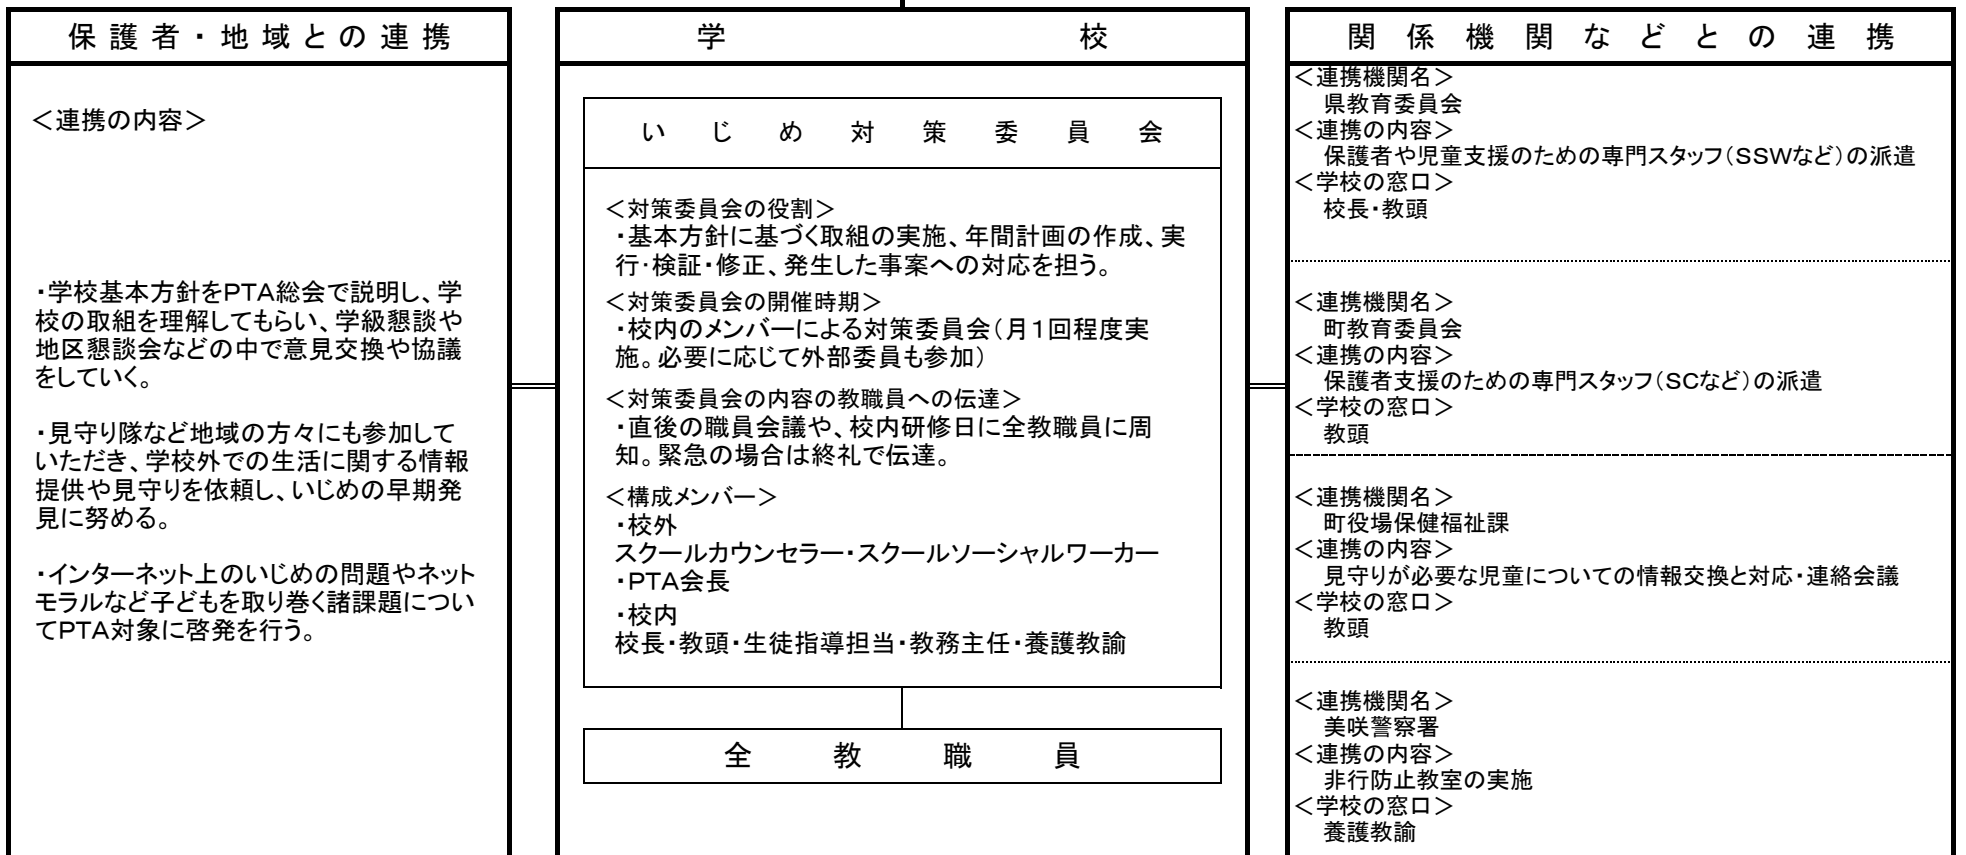 保護者・地域との連携
＜連携の内容＞
・学校基本方針をPTA総会で説明し、学
校の取組を理解してもらい、学級懇談や
地区懇談会などの中で意見交換や協議
をしていく。
・見守り隊など地域の方々にも参加して
いただき、学校外での生活に関する情報
提供や見守りを依頼し、いじめの早期発
見に努める。
・インターネット上のいじめの問題やネット
モラルなど子どもを取り巻く諸課題につい
てPTA対象に啓発を行う。
学校
いじめ対策委員会
＜対策委員会の役割＞
・基本方針に基づく取組の実施、年間計画の作成、実
行・検証・修正、発生した事案への対応を担う。
＜対策委員会の開催時期＞
・校内のメンバーによる対策委員会（月１回程度実
施。必要に応じて外部委員も参加）
＜対策委員会の内容の教職員への伝達＞
・直後の職員会議や、校内研修日に全教職員に周
知。緊急の場合は終礼で伝達。
＜構成メンバー＞
・校外
スクールカウンセラー・スクールソーシャルワーカー
・PTA会長
・校内
校長・教頭・生徒指導担当・教務主任・養護教諭
全教職員
関係機関などとの連携
＜連携機関名＞
県教育委員会
＜連携の内容＞
保護者や児童支援のための専門スタッフ（SSWなど）の派遣
＜学校の窓口＞
校長・教頭
＜連携機関名＞
町教育委員会
＜連携の内容＞
保護者支援のための専門スタッフ（SCなど）の派遣
＜学校の窓口＞
教頭
＜連携機関名＞
町役場保健福祉課
＜連携の内容＞
見守りが必要な児童についての情報交換と対応・連絡会議
＜学校の窓口＞
教頭
＜連携機関名＞
美咲警察署
＜連携の内容＞
非行防止教室の実施
＜学校の窓口＞
養護教諭